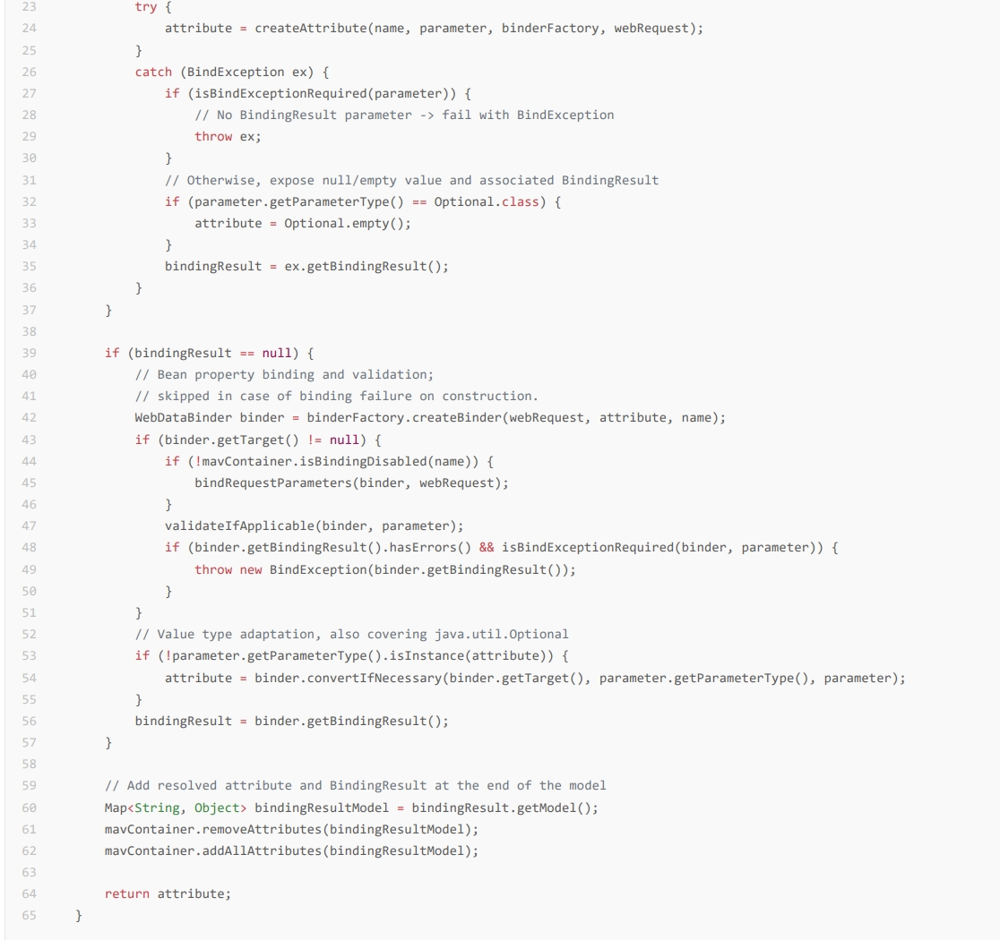 23             try {
24                 attribute = createAttribute(name, parameter, binderFactory, webRequest);
25             }
26             catch (BindException ex) {
27                 if (isBindExceptionRequired(parameter)) {
28                     // No BindingResult parameter -> fail with BindException
29                     throw ex;
30                 }
31                 // Otherwise, expose null/empty value and associated BindingResult
32                 if (parameter.getParameterType() == Optional.class) {
33                     attribute = Optional.empty();
34                 }
35                 bindingResult = ex.getBindingResult();
36             }
37         }
38
39         if (bindingResult == null) {
40             // Bean property binding and validation;
41             // skipped in case of binding failure on construction.
42             WebDataBinder binder = binderFactory.createBinder(webRequest, attribute, name);
43             if (binder.getTarget() != null) {
44                 if (!mavContainer.isBindingDisabled(name)) {
45                     bindRequestParameters(binder, webRequest);
46                 }
47                 validateIfApplicable(binder, parameter);
48                 if (binder.getBindingResult().hasErrors() && isBindExceptionRequired(binder, parameter)) {
49                     throw new BindException(binder.getBindingResult());
50                 }
51             }
52             // Value type adaptation, also covering java.util.Optional
53             if (!parameter.getParameterType().isInstance(attribute)) {
54                 attribute = binder.convertIfNecessary(binder.getTarget(), parameter.getParameterType(), parameter);
55             }
56             bindingResult = binder.getBindingResult();
57         }
58
59         // Add resolved attribute and BindingResult at the end of the model
60         Map<String, Object> bindingResultModel = bindingResult.getModel();
61         mavContainer.removeAttributes(bindingResultModel);
62         mavContainer.addAllAttributes(bindingResultModel);
63
64         return attribute;
65     }